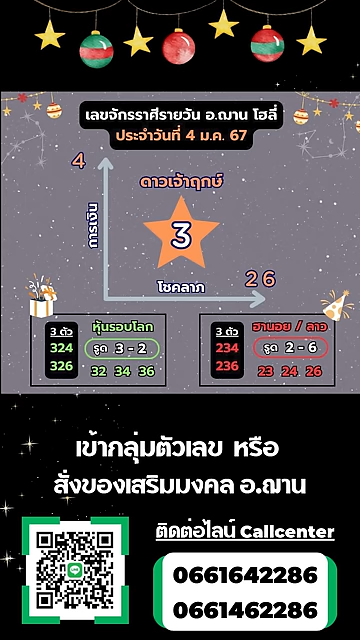 เลขจักรราศีรายวัน อ.ฌาน โฮลี่
ประจำวันที่ 4 ม.ค. 67
4
ดาวเจ้าฤกษ์
การเงิน
3
โชคลาภ
2 6
3 ตัว
324
326
หุ้นรอบโลก
รูด 3 - 2
32 34 36
3 ตัว
234
236
ฮานอย / ลาว
รูด 2 - 6
23 24 26
เข้ากลุ่มตัวเลข หรือ
สั่งของเสริมมงคล อ.ฌาน
ติดต่อไลน์ Callcenter
0661642286
0661462286